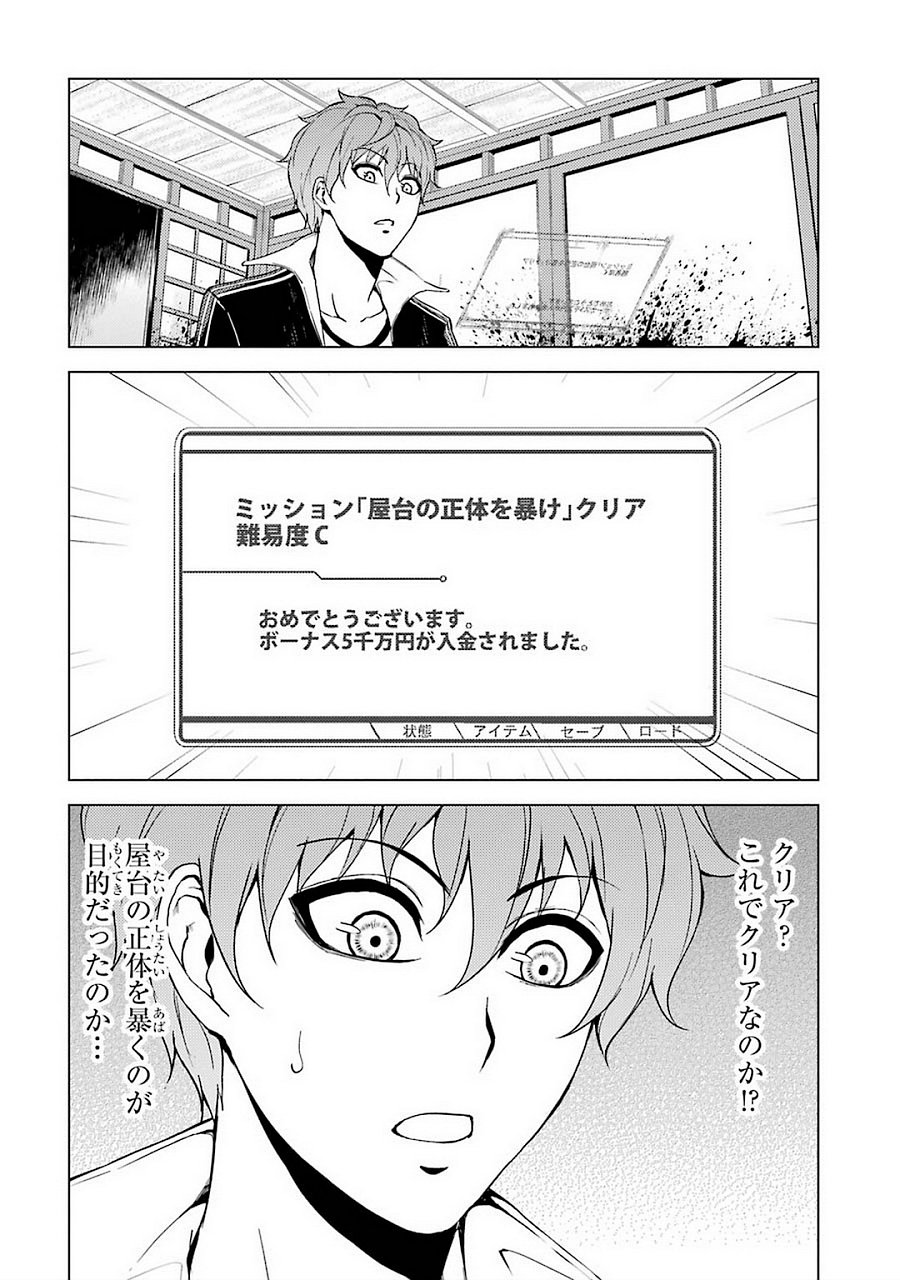 ミッション「屋台の正体を暴け」クリア
難易度C
おめでとうございます。
ボーナス5千万円が入金されました。
状態 アイテム セーブ ロード
クリア?
これでクリアなのか!?
屋台の正体を暴くのが
目的だったのか…